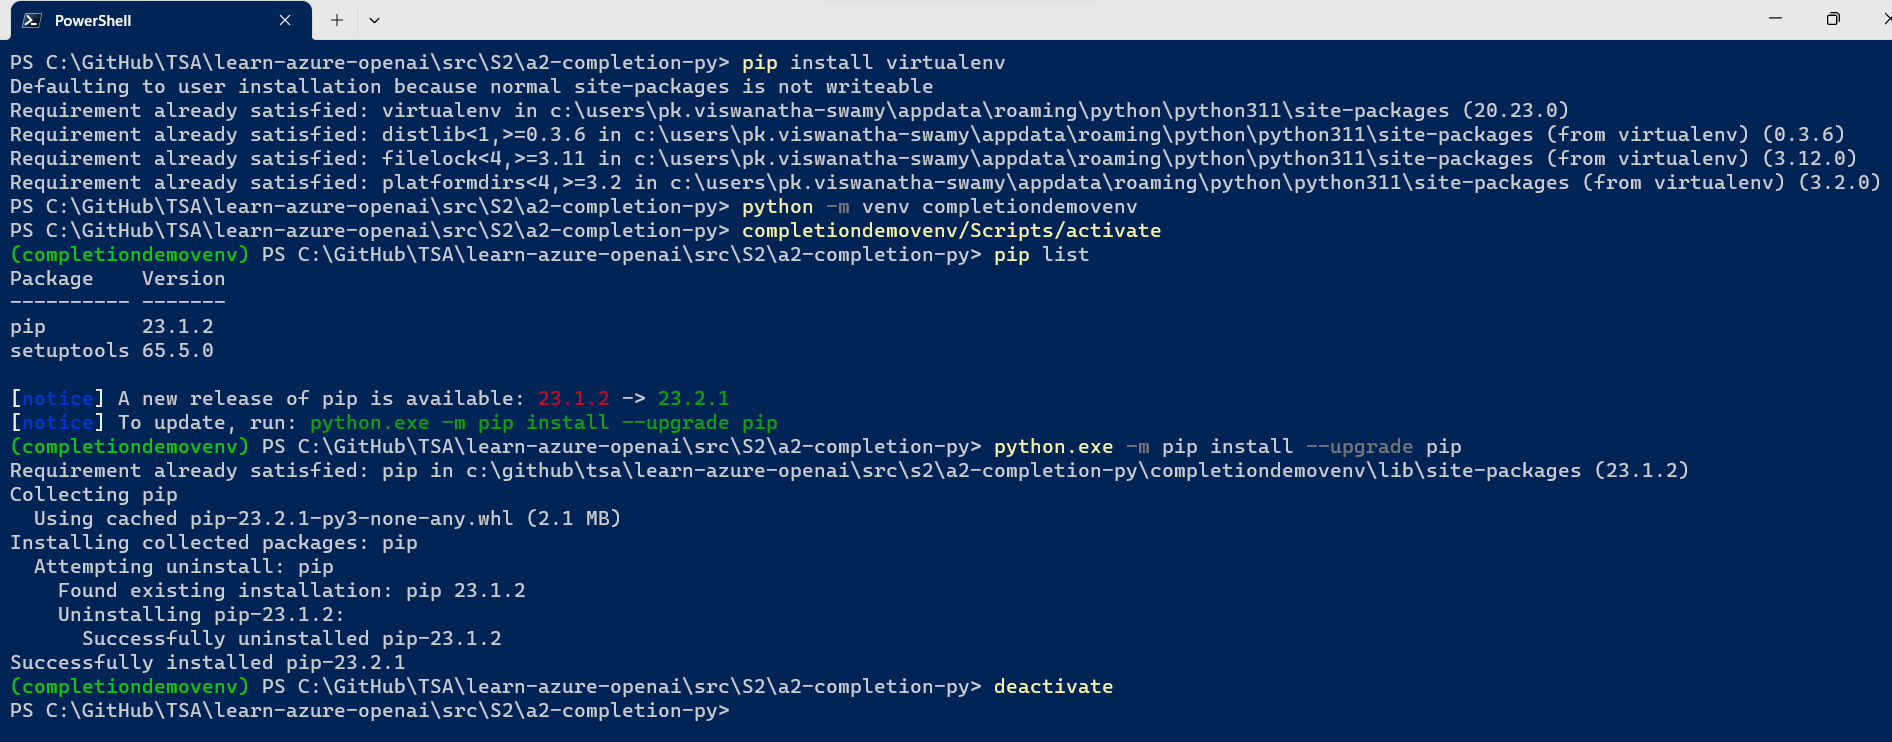 PowerShell
PS C:\GitHub\TSA\learn-azure-openai\src\S2\a2-completion-py> pip install virtualenv
Defaulting to user installation because normal site-packages is not writeable
Requirement already satisfied: virtualenv in c:\users\pk.viswanatha-swamy\appdata\roaming\python\python311\site-packages (20.23.0)
Requirement already satisfied: distlib<1,>=0.3.6 in c:\users\pk.viswanatha-swamy\appdata\roaming\python\python311\site-packages (from virtualenv) (0.3.6)
Requirement already satisfied: filelock<4,>=3.11 in c:\users\pk.viswanatha-swamy\appdata\roaming\python\python311\site-packages (from virtualenv) (3.12.0)
Requirement already satisfied: platformdirs<4,>=3.2 in c:\users\pk.viswanatha-swamy\appdata\roaming\python\python311\site-packages (from virtualenv) (3.2.0)
PS C:\GitHub\TSA\learn-azure-openai\src\S2\a2-completion-py> python -m venv completiondemovenv
PS C:\GitHub\TSA\learn-azure-openai\src\S2\a2-completion-py> completiondemovenv/Scripts/activate
(completiondemovenv) PS C:\GitHub\TSA\learn-azure-openai\src\S2\a2-completion-py> pip list
Package    Version
---------- -------
pip        23.1.2
setuptools 65.5.0
[notice] A new release of pip is available: 23.1.2 -> 23.2.1
[notice] To update, run: python.exe -m pip install --upgrade pip
(completiondemovenv) PS C:\GitHub\TSA\learn-azure-openai\src\S2\a2-completion-py> python.exe -m pip install --upgrade pip
Requirement already satisfied: pip in c:\github\tsa\learn-azure-openai\src\s2\a2-completion-py\completiondemovenv\lib\site-packages (23.1.2)
Collecting pip
  Using cached pip-23.2.1-py3-none-any.whl (2.1 MB)
Installing collected packages: pip
  Attempting uninstall: pip
    Found existing installation: pip 23.1.2
    Uninstalling pip-23.1.2:
      Successfully uninstalled pip-23.1.2
Successfully installed pip-23.2.1
(completiondemovenv) PS C:\GitHub\TSA\learn-azure-openai\src\S2\a2-completion-py> deactivate
PS C:\GitHub\TSA\learn-azure-openai\src\S2\a2-completion-py>